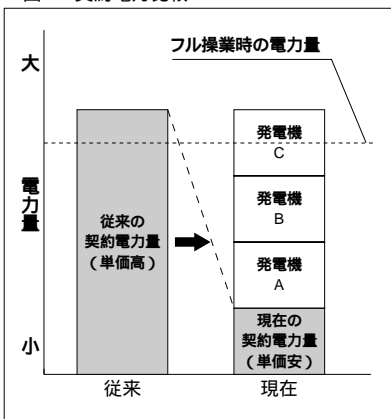 フル操業時の電力量
大
電力量
小
従来の
契約電力量
（単価高）
発電機
C
発電機
B
発電機
A
現在の
契約電力量
（単価安）
従来
現在